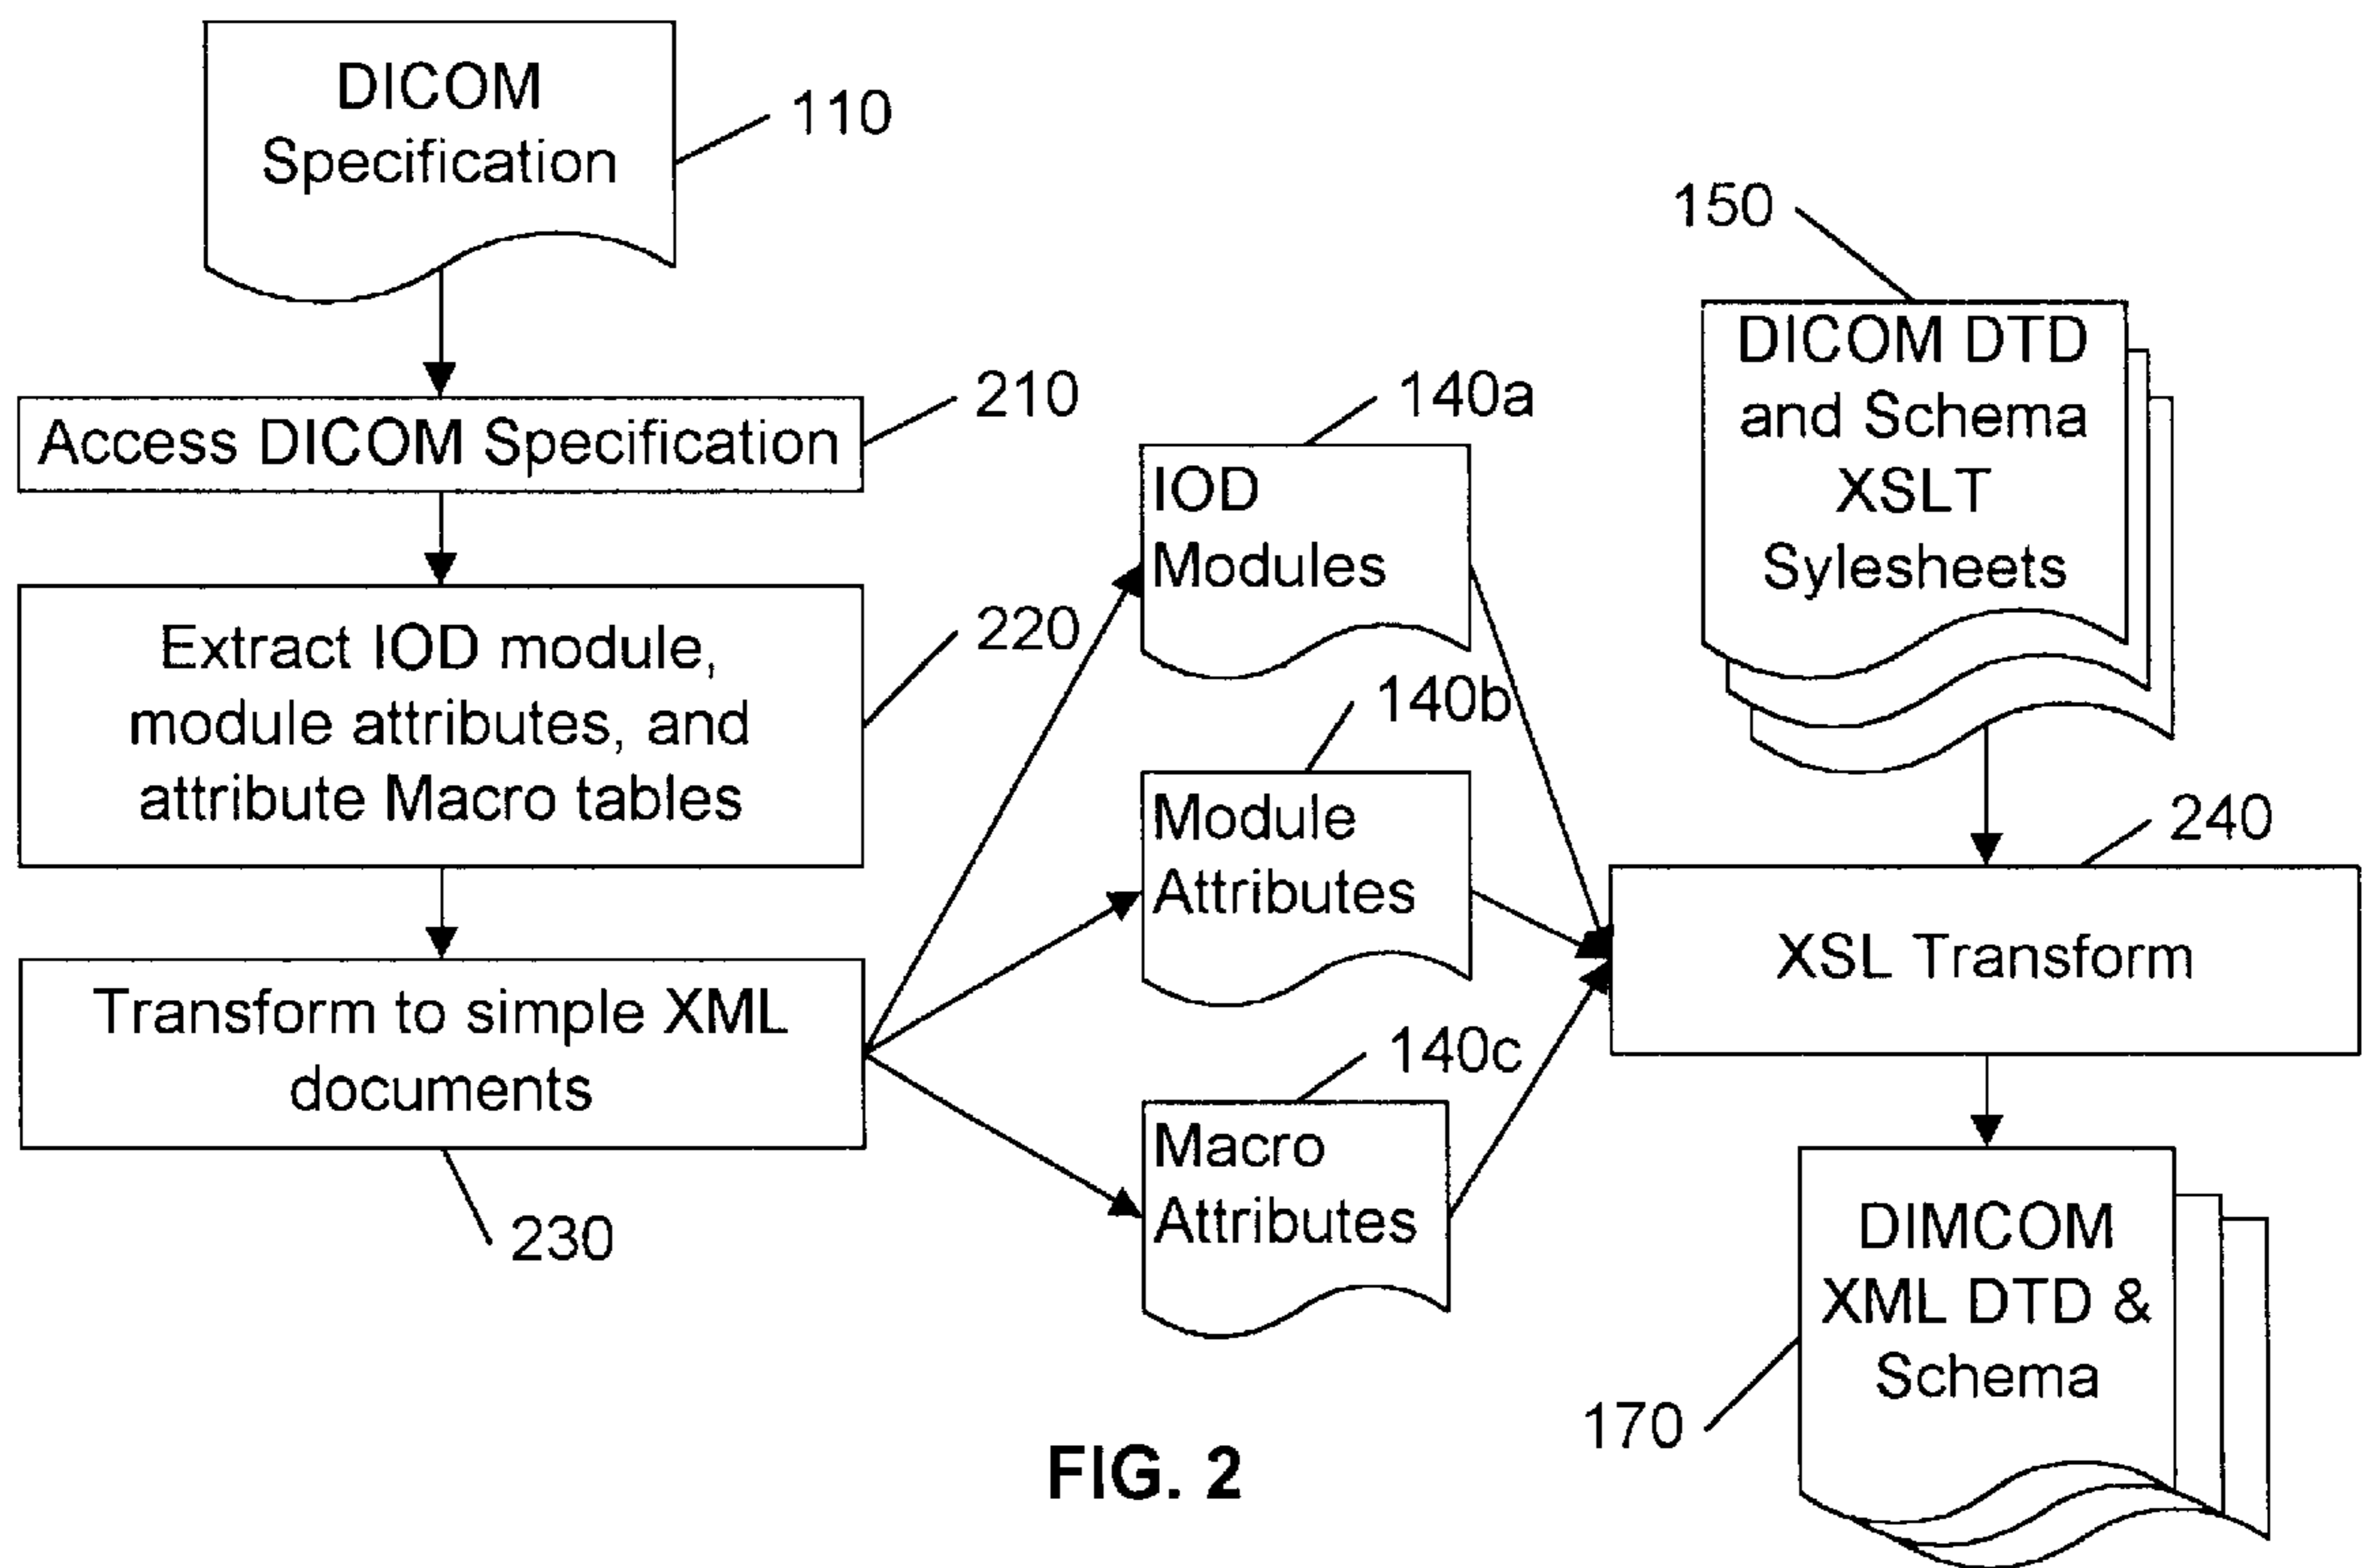 DICOM
Specification
110
Access DICOM Specification
210
Extract IOD module,
module attributes, and
attribute Macro tables
220
Transform to simple XML
documents
230
140a
IOD
Modules
140b
Module
Attributes
140c
Macro
Attributes
150
DICOM DTD
and Schema
XSLT
Sylesheets
240
XSL Transform
DIMCOM
XML DTD &
Schema
170
FIG. 2